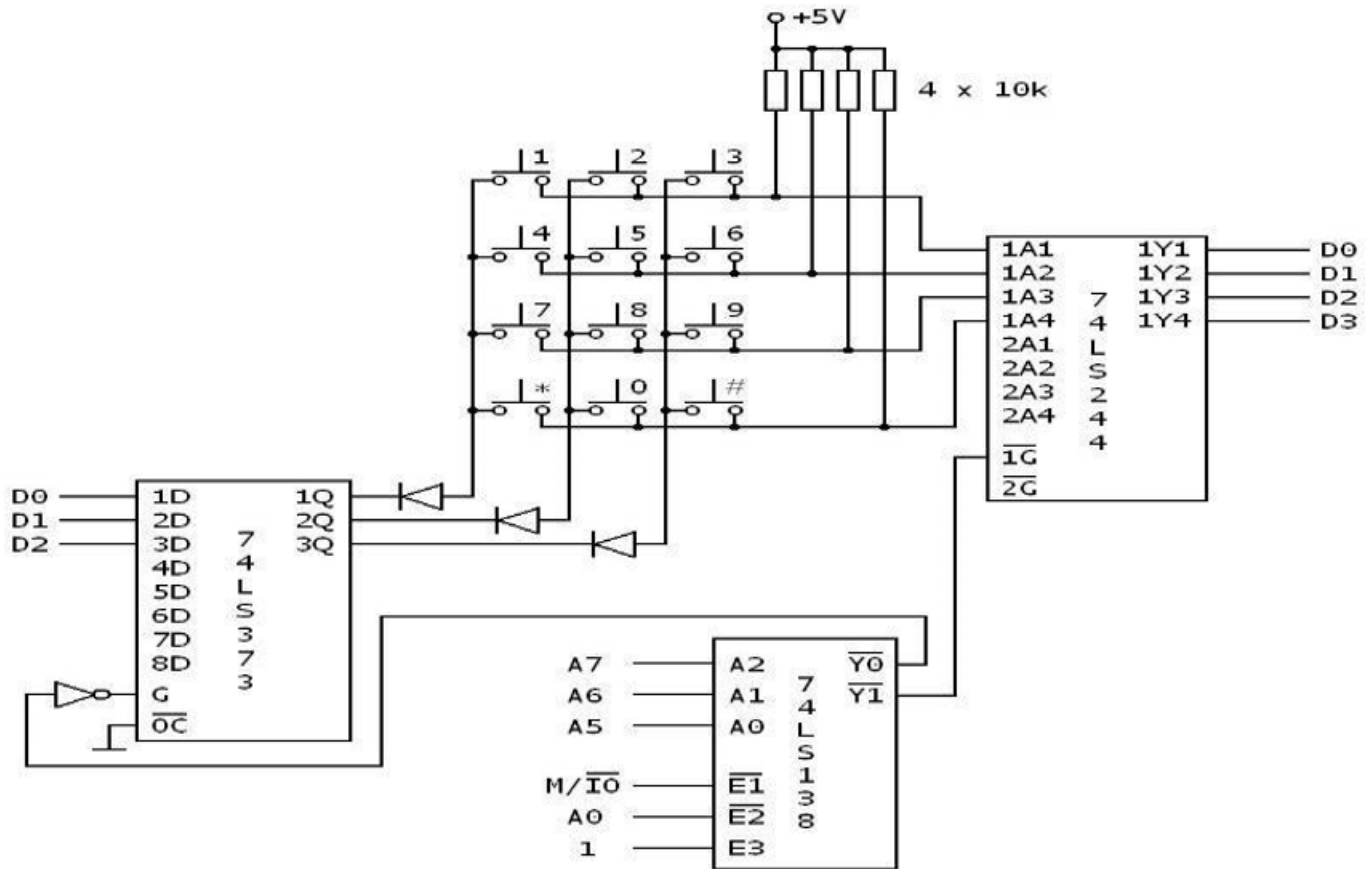 +5V
4 x 10k
1 2 3
4 5 6
7 8 9
* 0 #
1A1 1Y1 D0
1A2 1Y2 D1
1A3 1Y3 D2
1A4 1Y4 D3
2A1
2A2
2A3
2A4
1G
2G
74LS244
D0 1D 1Q
D1 2D 2Q
D2 3D 3Q
4D
5D
6D
7D
8D
G
OC
74LS373
A7 A2 Y0
A6 A1 Y1
A5 A0
M/IO E1
A0 E2
1 E3
74LS138